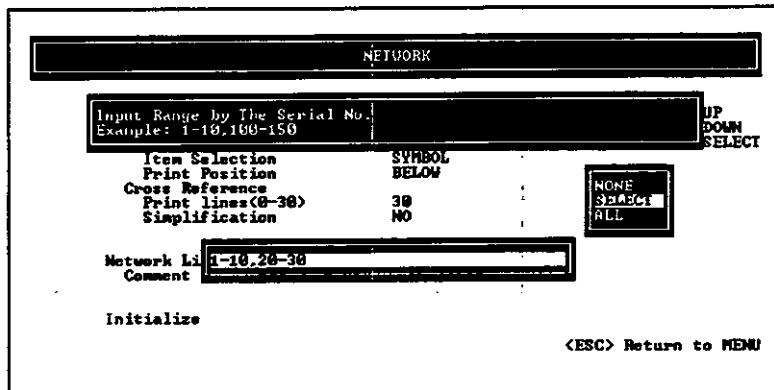 NETWORK
Input Range by The Serial No.
Example: 1-10,100-150
UP
DOWN
SELECT
Item Selection SYMBOL
Print Position BELOW
Cross Reference
Print lines(0-30) 30
Simplification NO
NONE
SELECT
ALL
Network Li 1-10,20-30
Comment
Initialize
<ESC> Return to MENU